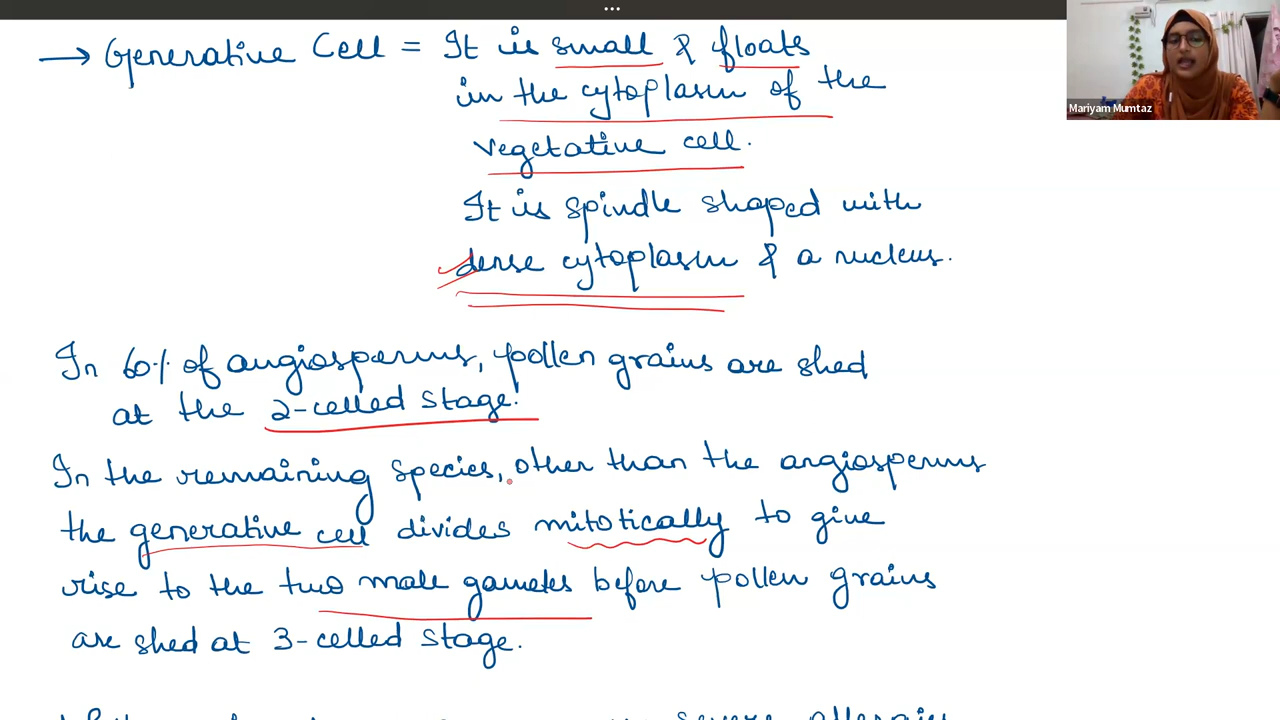 ...
→ Generative Cell = It is small & floats
in the cytoplasm of the
vegetative cell.
It is spindle shaped with
dense cytoplasm & a nucleus.
In 60% of angiosperms, pollen grains are shed
at the 2-celled stage.
In the remaining species, other than the angiosperms
the generative cell divides mitotically to give
rise to the two male gametes before pollen grains
are shed at 3-celled stage.
severe allergies
Mariyam Mumtaz